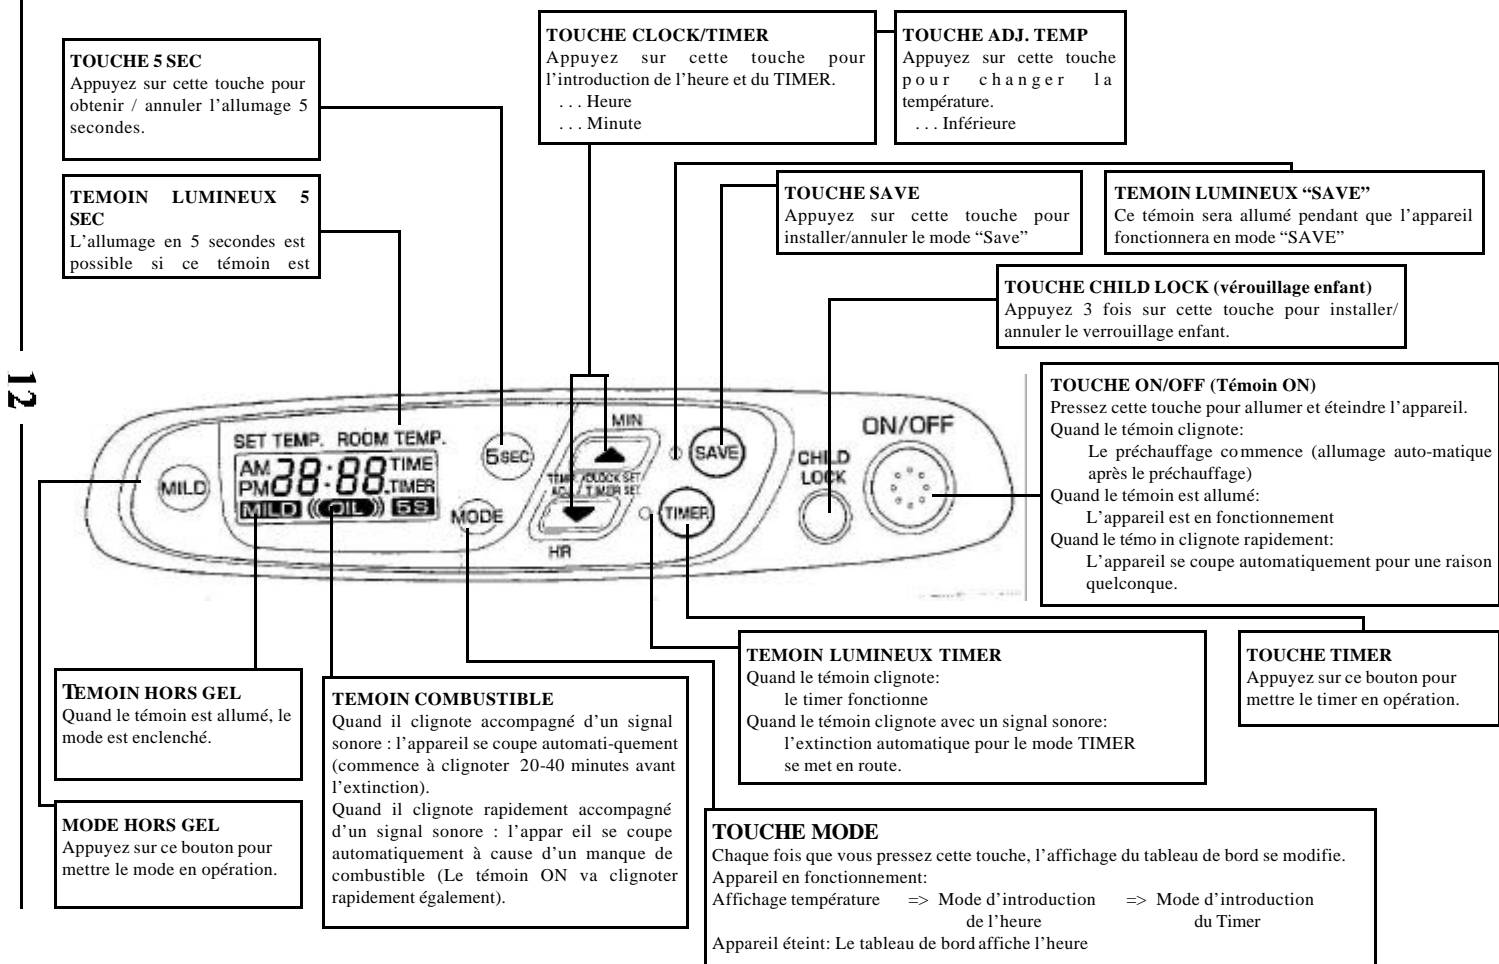 TOUCHE 5 SEC
Appuyez sur cette touche pour
obtenir / annuler l'allumage 5
secondes.
TEMOIN LUMINEUX 5
SEC
L'allumage en 5 secondes est
possible si ce témoin est
TOUCHE CLOCK/TIMER
Appuyez sur cette touche pour
l'introduction de l'heure et du TIMER.
. . . Heure
. . . Minute
TOUCHE ADJ. TEMP
Appuyez sur cette touche
pour changer la
température.
. . . Inférieure
TOUCHE SAVE
Appuyez sur cette touche pour
installer/annuler le mode “Save”
TEMOIN LUMINEUX “SAVE”
Ce témoin sera allumé pendant que l'appareil
fonctionnera en mode “SAVE”
TOUCHE CHILD LOCK (vérouillage enfant)
Appuyez 3 fois sur cette touche pour installer/
annuler le verrouillage enfant.
TOUCHE ON/OFF (Témoin ON)
Pressez cette touche pour allumer et éteindre l'appareil.
Quand le témoin clignote:
Le préchauffage commence (allumage auto-matique
après le préchauffage)
Quand le témoin est allumé:
L'appareil est en fonctionnement
Quand le témo in clignote rapidement:
L'appareil se coupe automatiquement pour une raison
quelconque.
12
SET TEMP. ROOM TEMP.
AM 38:88 TIME
PM TIMER
MILD ((OIL)) 5S
MILD
5SEC
MODE
MIN
TEMP. CLOCK SET
ADJ. TIMER SET
HR
SAVE
TIMER
CHILD
LOCK
ON/OFF
TEMOIN HORS GEL
Quand le témoin est allumé, le
mode est enclenché.
MODE HORS GEL
Appuyez sur ce bouton pour
mettre le mode en opération.
TEMOIN COMBUSTIBLE
Quand il clignote accompagné d'un signal
sonore : l'appareil se coupe automati-quement
(commence à clignoter 20-40 minutes avant
l'extinction).
Quand il clignote rapidement accompagné
d'un signal sonore : l'appar eil se coupe
automatiquement à cause d'un manque de
combustible (Le témoin ON va clignoter
rapidement également).
TEMOIN LUMINEUX TIMER
Quand le témoin clignote:
le timer fonctionne
Quand le témoin clignote avec un signal sonore:
l'extinction automatique pour le mode TIMER
se met en route.
TOUCHE TIMER
Appuyez sur ce bouton pour
mettre le timer en opération.
TOUCHE MODE
Chaque fois que vous pressez cette touche, l'affichage du tableau de bord se modifie.
Appareil en fonctionnement:
Affichage température => Mode d'introduction => Mode d'introduction
de l'heure du Timer
Appareil éteint: Le tableau de bord affiche l'heure